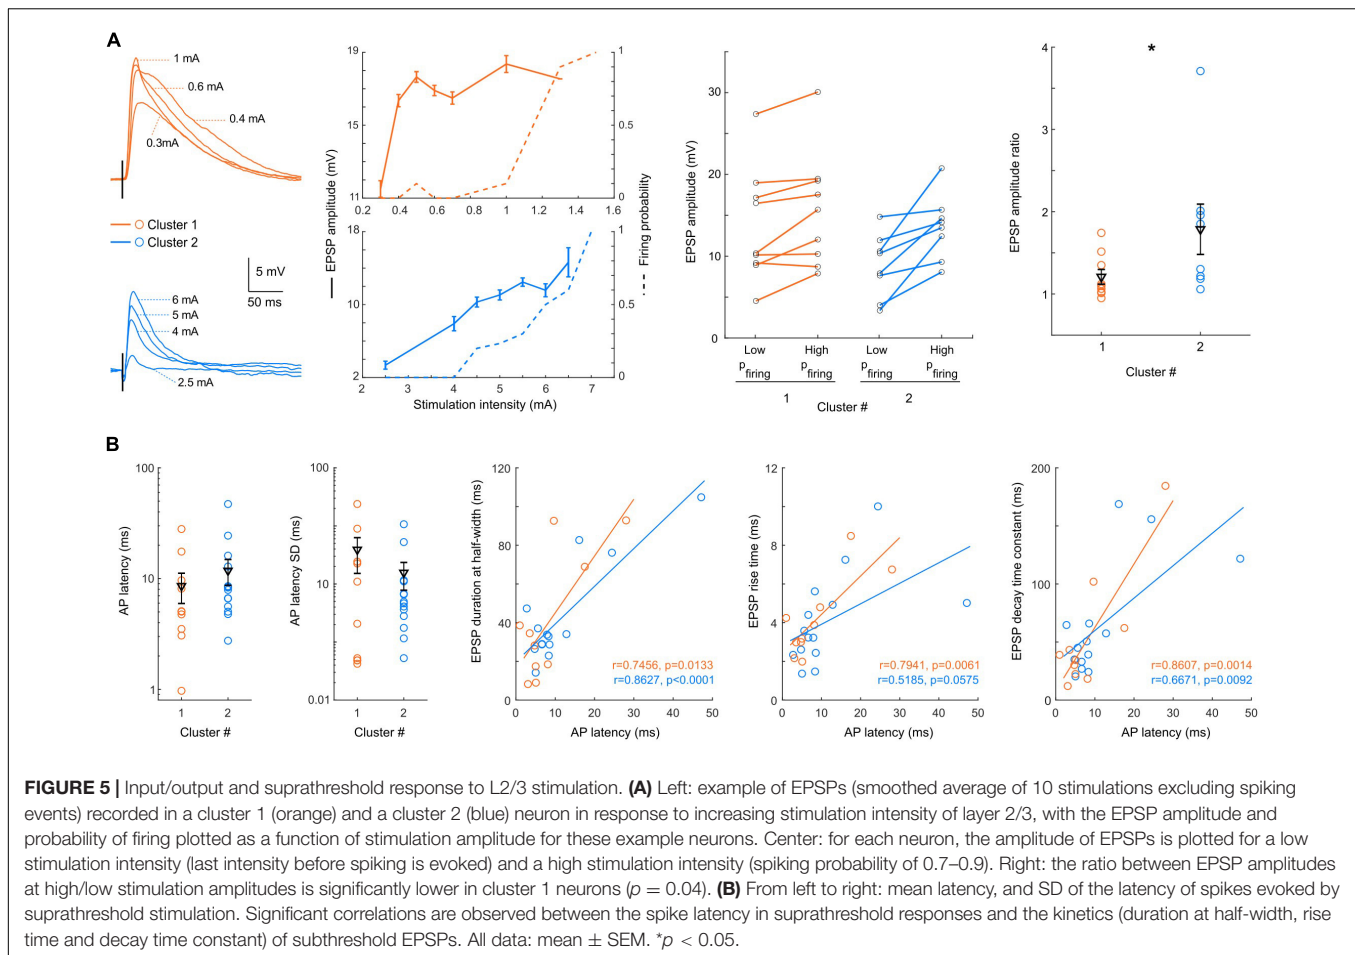 A
1 mA
0.6 mA
0.4 mA
0.3mA
Cluster 1
Cluster 2
5 mV
50 ms
6 mA
5 mA
4 mA
2.5 mA
EPSP amplitude (mV)
19
17
15
13
11
0.2 0.4 0.6 0.8 1 1.2 1.4 1.6
1
0.5
0
Firing probability
18
10
2
1
0.5
0
2 3 4 5 6 7
Stimulation intensity (mA)
EPSP amplitude (mV)
30
20
10
0
Low High Low High
P firing P firing P firing P firing
1 2
Cluster #
EPSP amplitude ratio
4
3
2
1
*
1 2
Cluster #
B
AP latency (ms)
100
10
1
1 2
Cluster #
AP latency SD (ms)
100
10
0.01
1 2
Cluster #
EPSP duration at half-width (ms)
120
80
40
0
r=0.7456, p=0.0133
r=0.8627, p<0.0001
0 10 20 30 40 50
AP latency (ms)
EPSP rise time (ms)
12
8
4
0
r=0.7941, p=0.0061
r=0.5185, p=0.0575
0 10 20 30 40 50
AP latency (ms)
EPSP decay time constant (ms)
200
100
50
0
r=0.8607, p=0.0014
r=0.6671, p=0.0092
0 10 20 30 40 50
AP latency (ms)
FIGURE 5 | Input/output and suprathreshold response to L2/3 stimulation. (A) Left: example of EPSPs (smoothed average of 10 stimulations excluding spiking
events) recorded in a cluster 1 (orange) and a cluster 2 (blue) neuron in response to increasing stimulation intensity of layer 2/3, with the EPSP amplitude and
probability of firing plotted as a function of stimulation amplitude for these example neurons. Center: for each neuron, the amplitude of EPSPs is plotted for a low
stimulation intensity (last intensity before spiking is evoked) and a high stimulation intensity (spiking probability of 0.7–0.9). Right: the ratio between EPSP amplitudes
at high/low stimulation amplitudes is significantly lower in cluster 1 neurons (p = 0.04). (B) From left to right: mean latency, and SD of the latency of spikes evoked by
suprathreshold stimulation. Significant correlations are observed between the spike latency in suprathreshold responses and the kinetics (duration at half-width, rise
time and decay time constant) of subthreshold EPSPs. All data: mean ± SEM. *p < 0.05.